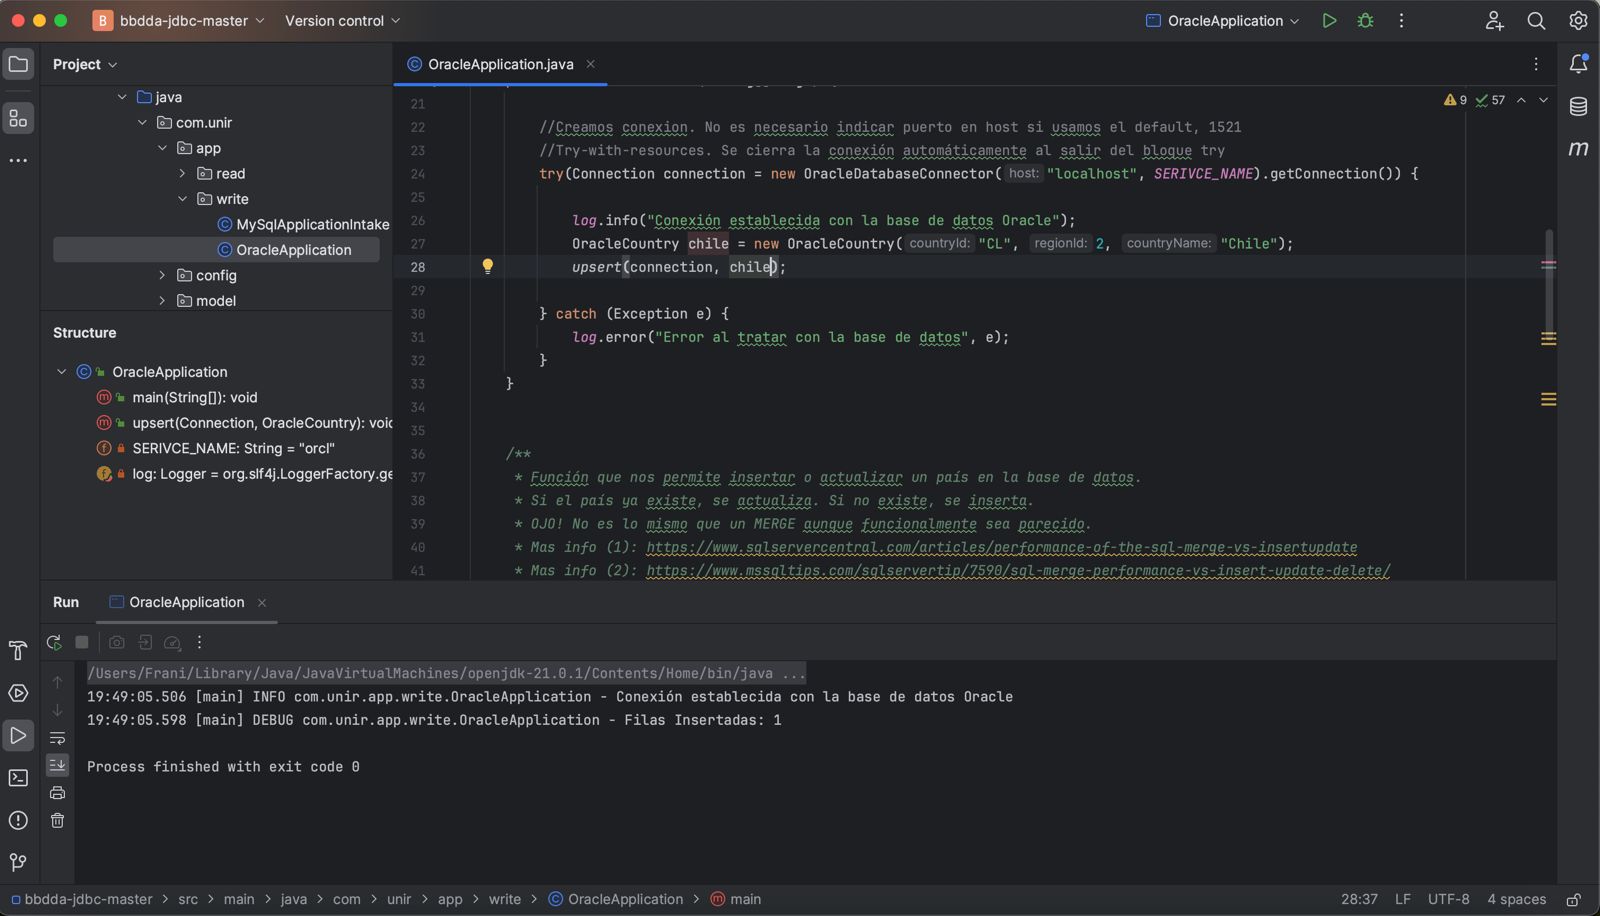 B bbdda-jdbc-master Version control OracleApplication
Project
OracleApplication.java
java
com.unir
app
read
write
MySqlApplicationIntake
OracleApplication
config
model
Structure
OracleApplication
main(String[]): void
upsert(Connection, OracleCountry): voic
SERIVCE_NAME: String = "orcl"
log: Logger = org.slf4j.LoggerFactory.ge
9 57
21
22 //Creamos conexion. No es necesario indicar puerto en host si usamos el default, 1521
23 //Try-with-resources. Se cierra la conexión automáticamente al salir del bloque try
24 try(Connection connection = new OracleDatabaseConnector( host: "localhost", SERIVCE_NAME).getConnection()) {
25
26 log.info("Conexión establecida con la base de datos Oracle");
27 OracleCountry chile = new OracleCountry( countryId: "CL", regionId: 2, countryName: "Chile");
28 upsert(connection, chile);
29
30 } catch (Exception e) {
31 log.error("Error al tratar con la base de datos", e);
32 }
33 }
34
35
36 /**
37 * Función que nos permite insertar o actualizar un país en la base de datos.
38 * Si el país ya existe, se actualiza. Si no existe, se inserta.
39 * OJO! No es lo mismo que un MERGE aunque funcionalmente sea parecido.
40 * Mas info (1): https://www.sqlservercentral.com/articles/performance-of-the-sql-merge-vs-insertupdate
41 * Mas info (2): https://www.mssqltips.com/sqlservertip/7590/sql-merge-performance-vs-insert-update-delete/
Run OracleApplication
/Users/Frani/Library/Java/JavaVirtualMachines/openjdk-21.0.1/Contents/Home/bin/java ...
19:49:05.506 [main] INFO com.unir.app.write.OracleApplication - Conexión establecida con la base de datos Oracle
19:49:05.598 [main] DEBUG com.unir.app.write.OracleApplication - Filas Insertadas: 1
Process finished with exit code 0
bbdda-jdbc-master > src > main > java > com > unir > app > write > OracleApplication > main 28:37 LF UTF-8 4 spaces